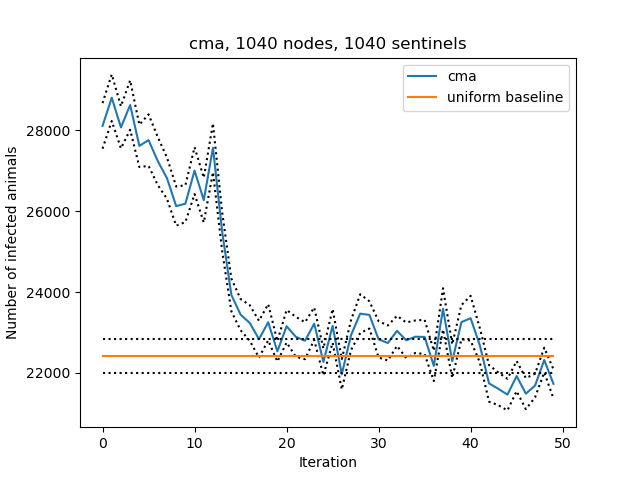 cma, 1040 nodes, 1040 sentinels
cma
uniform baseline
Number of infected animals
28000
26000
24000
22000
0 10 20 30 40 50
Iteration